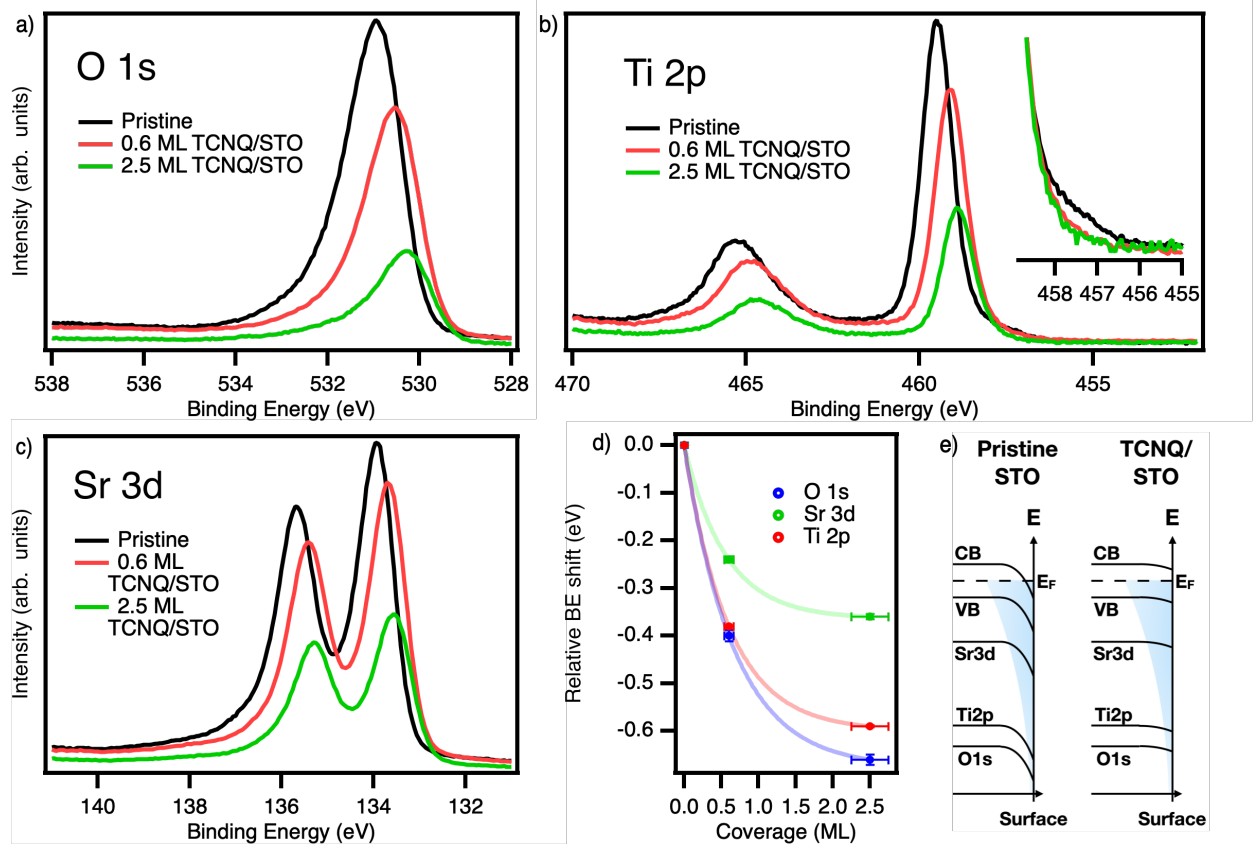 a)
O 1s
Pristine
0.6 ML TCNQ/STO
2.5 ML TCNQ/STO
Intensity (arb. units)
538 536 534 532 530 528
Binding Energy (eV)
b)
Ti 2p
Pristine
0.6 ML TCNQ/STO
2.5 ML TCNQ/STO
458 457 456 455
470 465 460 455
Binding Energy (eV)
c)
Sr 3d
Pristine
0.6 ML
TCNQ/STO
2.5 ML
TCNQ/STO
Intensity (arb. units)
140 138 136 134 132
Binding Energy (eV)
d)
0.0
-0.1
-0.2
-0.3
-0.4
-0.5
-0.6
Relative BE shift (eV)
O 1s
Sr 3d
Ti 2p
0.0 0.5 1.0 1.5 2.0 2.5
Coverage (ML)
e)
Pristine
STO
E
CB
EF
VB
Sr3d
Ti2p
O1s
Surface
TCNQ/
STO
E
CB
EF
VB
Sr3d
Ti2p
O1s
Surface